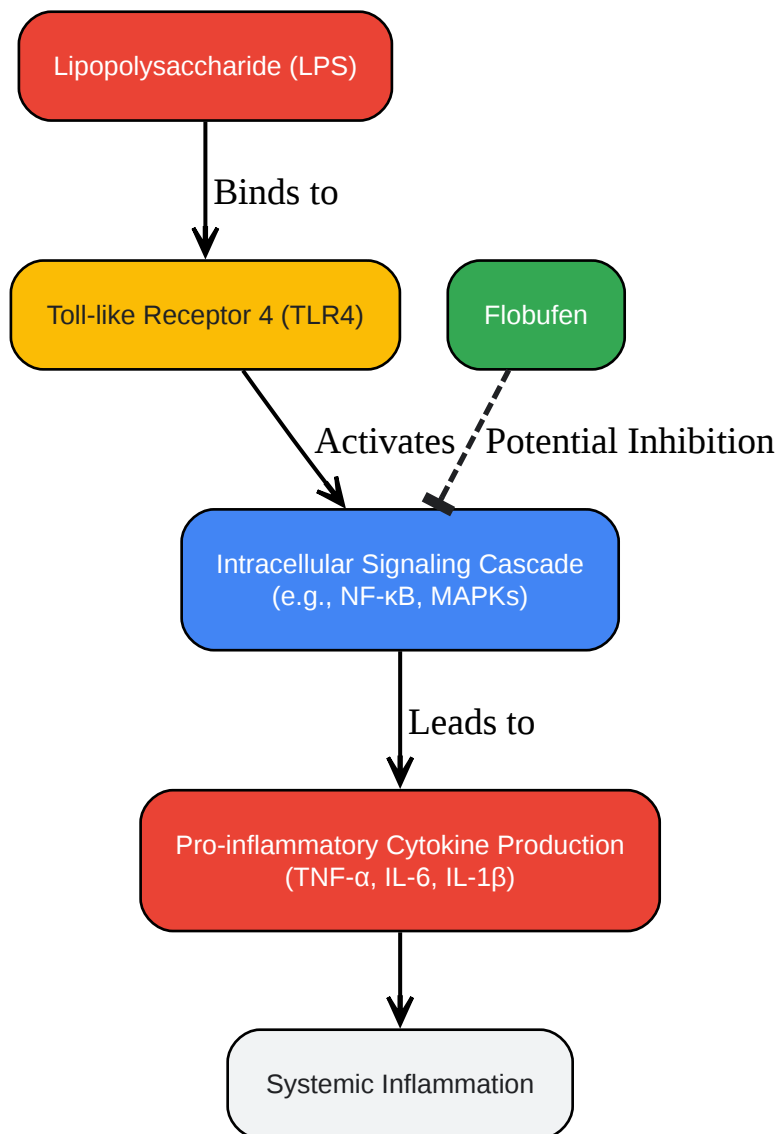 Lipopolysaccharide (LPS)
Binds to
Toll-like Receptor 4 (TLR4)
Flobufen
Activates
Potential Inhibition
Intracellular Signaling Cascade
(e.g., NF-κB, MAPKs)
Leads to
Pro-inflammatory Cytokine Production
(TNF-α, IL-6, IL-1β)
Systemic Inflammation